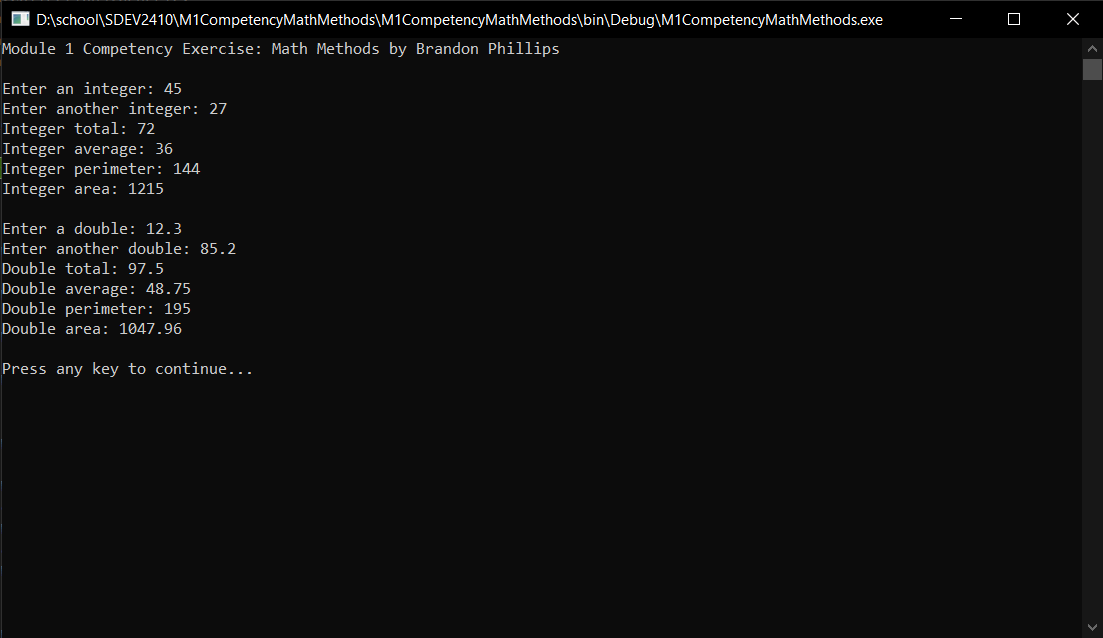 D:\school\SDEV2410\M1CompetencyMathMethods\M1CompetencyMathMethods\bin\Debug\M1CompetencyMathMethods.exe
Module 1 Competency Exercise: Math Methods by Brandon Phillips
Enter an integer: 45
Enter another integer: 27
Integer total: 72
Integer average: 36
Integer perimeter: 144
Integer area: 1215
Enter a double: 12.3
Enter another double: 85.2
Double total: 97.5
Double average: 48.75
Double perimeter: 195
Double area: 1047.96
Press any key to continue...